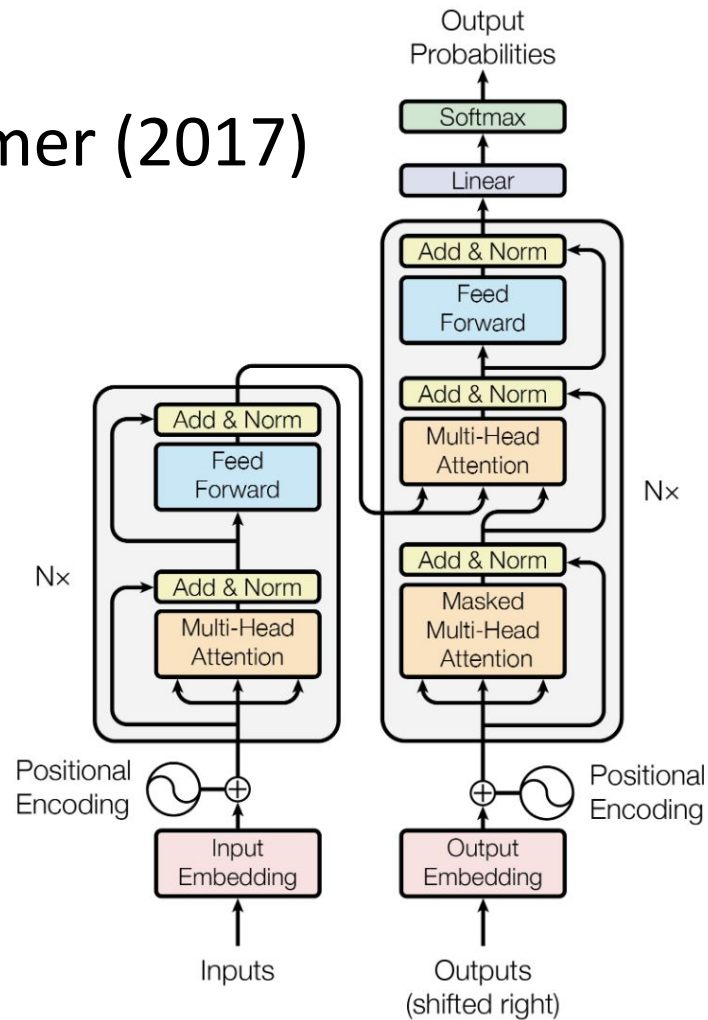 mer (2017)
Output
Probabilities
Softmax
Linear
Add & Norm
Feed
Forward
Add & Norm
Multi-Head
Attention
Nx
Add & Norm
Masked
Multi-Head
Attention
Add & Norm
Feed
Forward
Nx
Add & Norm
Multi-Head
Attention
Positional
Encoding
Positional
Encoding
Input
Embedding
Output
Embedding
Inputs
Outputs
(shifted right)